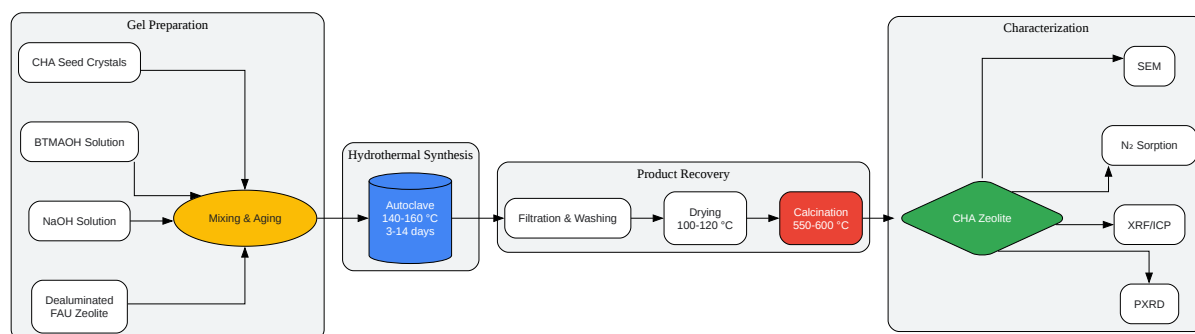 Gel Preparation
CHA Seed Crystals
BTMAOH Solution
NaOH Solution
Dealuminated
FAU Zeolite
Mixing & Aging
Hydrothermal Synthesis
Autoclave
140-160 °C
3-14 days
Product Recovery
Filtration & Washing
Drying
100-120 °C
Calcination
550-600 °C
Characterization
CHA Zeolite
SEM
N₂ Sorption
XRF/ICP
PXRD